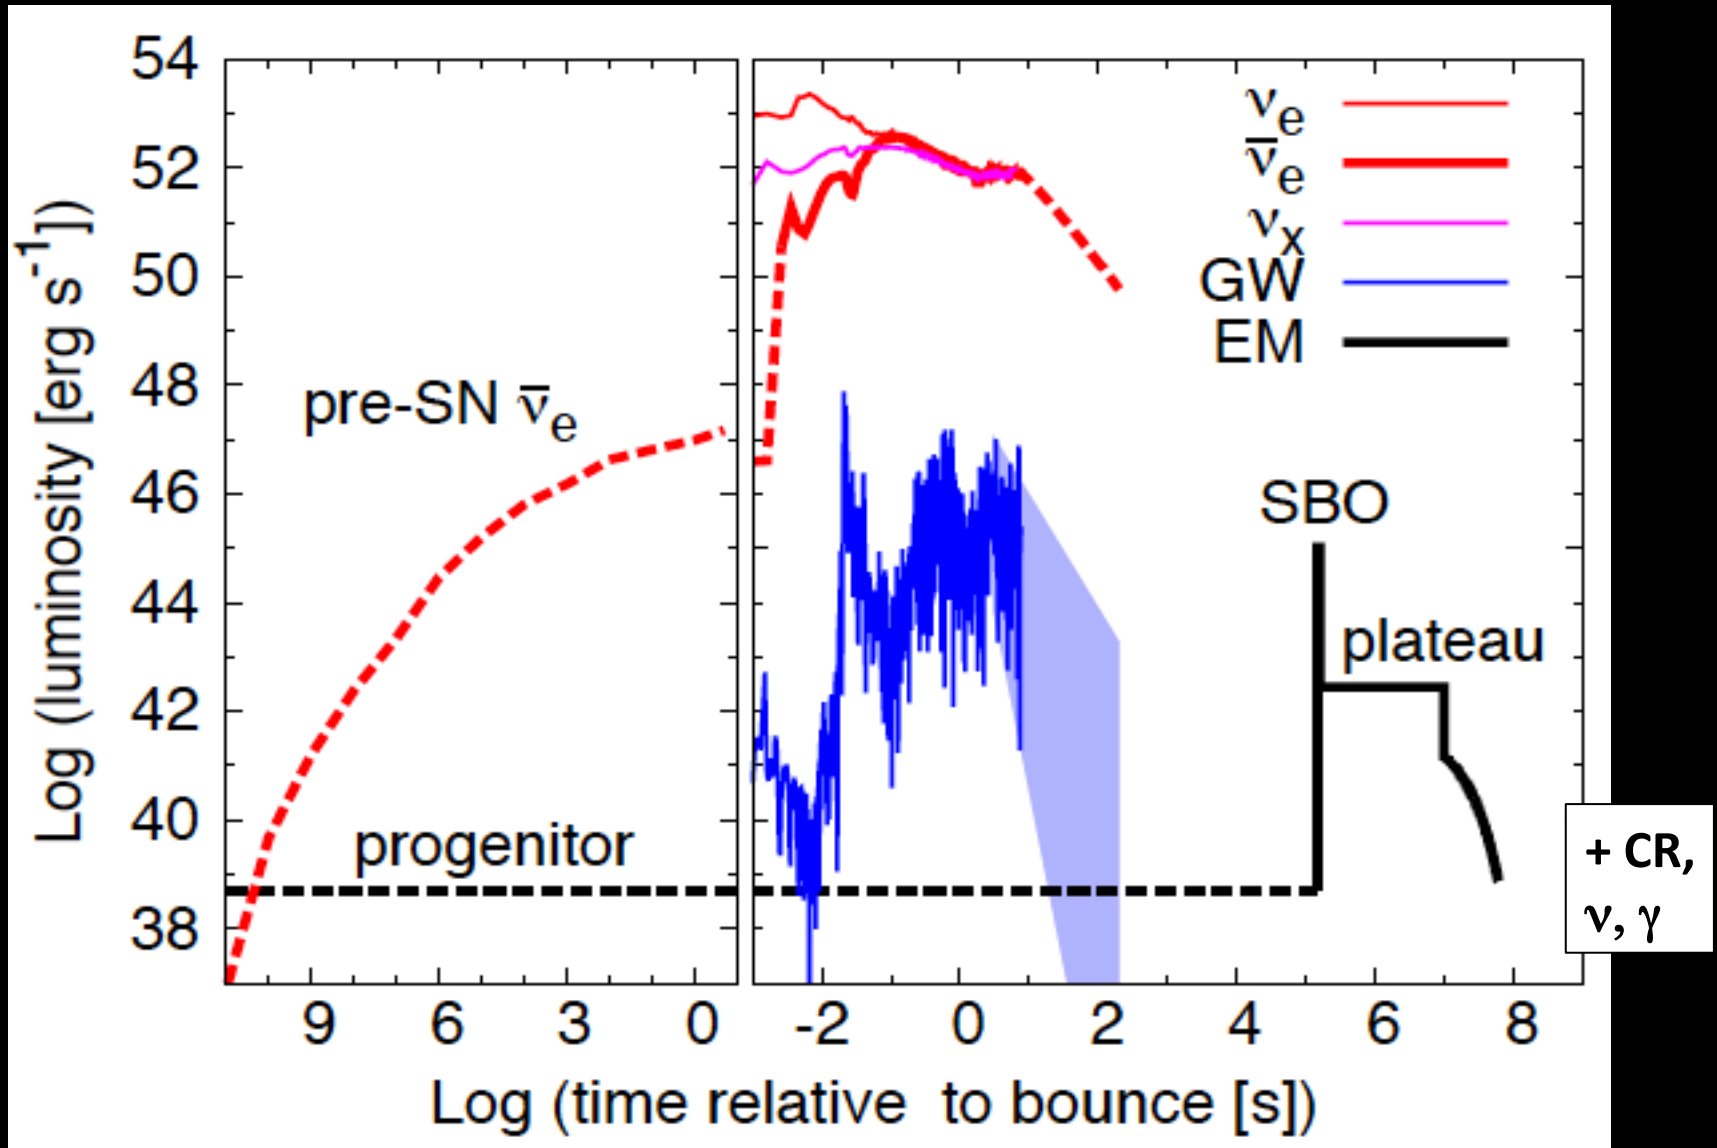 Log (luminosity [erg s⁻¹])
54
52
50
48
46
44
42
40
38
νe
ν̄e
νx
GW
EM
pre-SN ν̄e
SBO
plateau
progenitor
+ CR,
ν, γ
9 6 3 0 -2 0 2 4 6 8
Log (time relative to bounce [s])